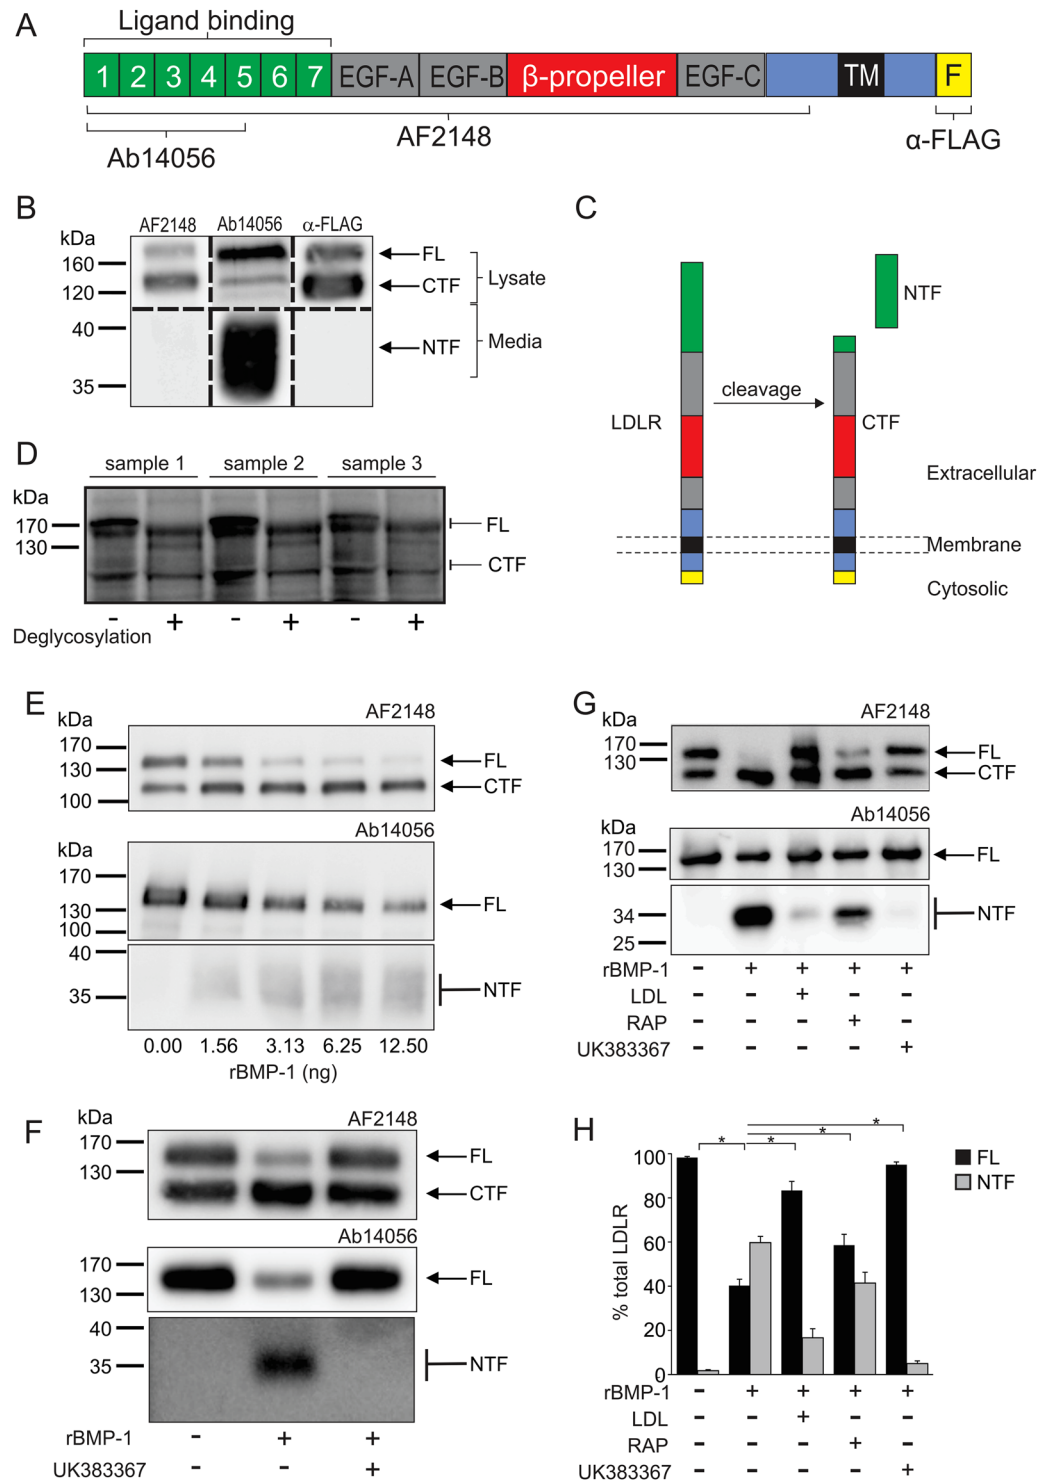 A
Ligand binding
1 2 3 4 5 6 7 EGF-A EGF-B β-propeller EGF-C TM F
AF2148
Ab14056
α-FLAG
B
AF2148 Ab14056 α-FLAG
kDa
160
120
40
35
FL
CTF
NTF
Lysate
Media
C
NTF
cleavage
LDLR
CTF
Extracellular
Membrane
Cytosolic
D
sample 1 sample 2 sample 3
kDa
170
130
FL
CTF
- + - + - +
Deglycosylation
E
kDa
AF2148
170
130
100
FL
CTF
Ab14056
kDa
170
130
100
FL
40
35
NTF
0.00 1.56 3.13 6.25 12.50
rBMP-1 (ng)
F
kDa
AF2148
170
130
FL
CTF
Ab14056
170
130
FL
40
35
NTF
rBMP-1 - + +
UK383367 - - +
G
kDa
AF2148
170
130
FL
CTF
Ab14056
kDa
170
130
FL
34
25
NTF
rBMP-1 - + + + +
LDL - - + - -
RAP - - - + -
UK383367 - - - - +
H
* * * *
FL
NTF
% total LDLR
100
80
60
40
20
0
rBMP-1 - + + + +
LDL - - + - -
RAP - - - + -
UK383367 - - - - +